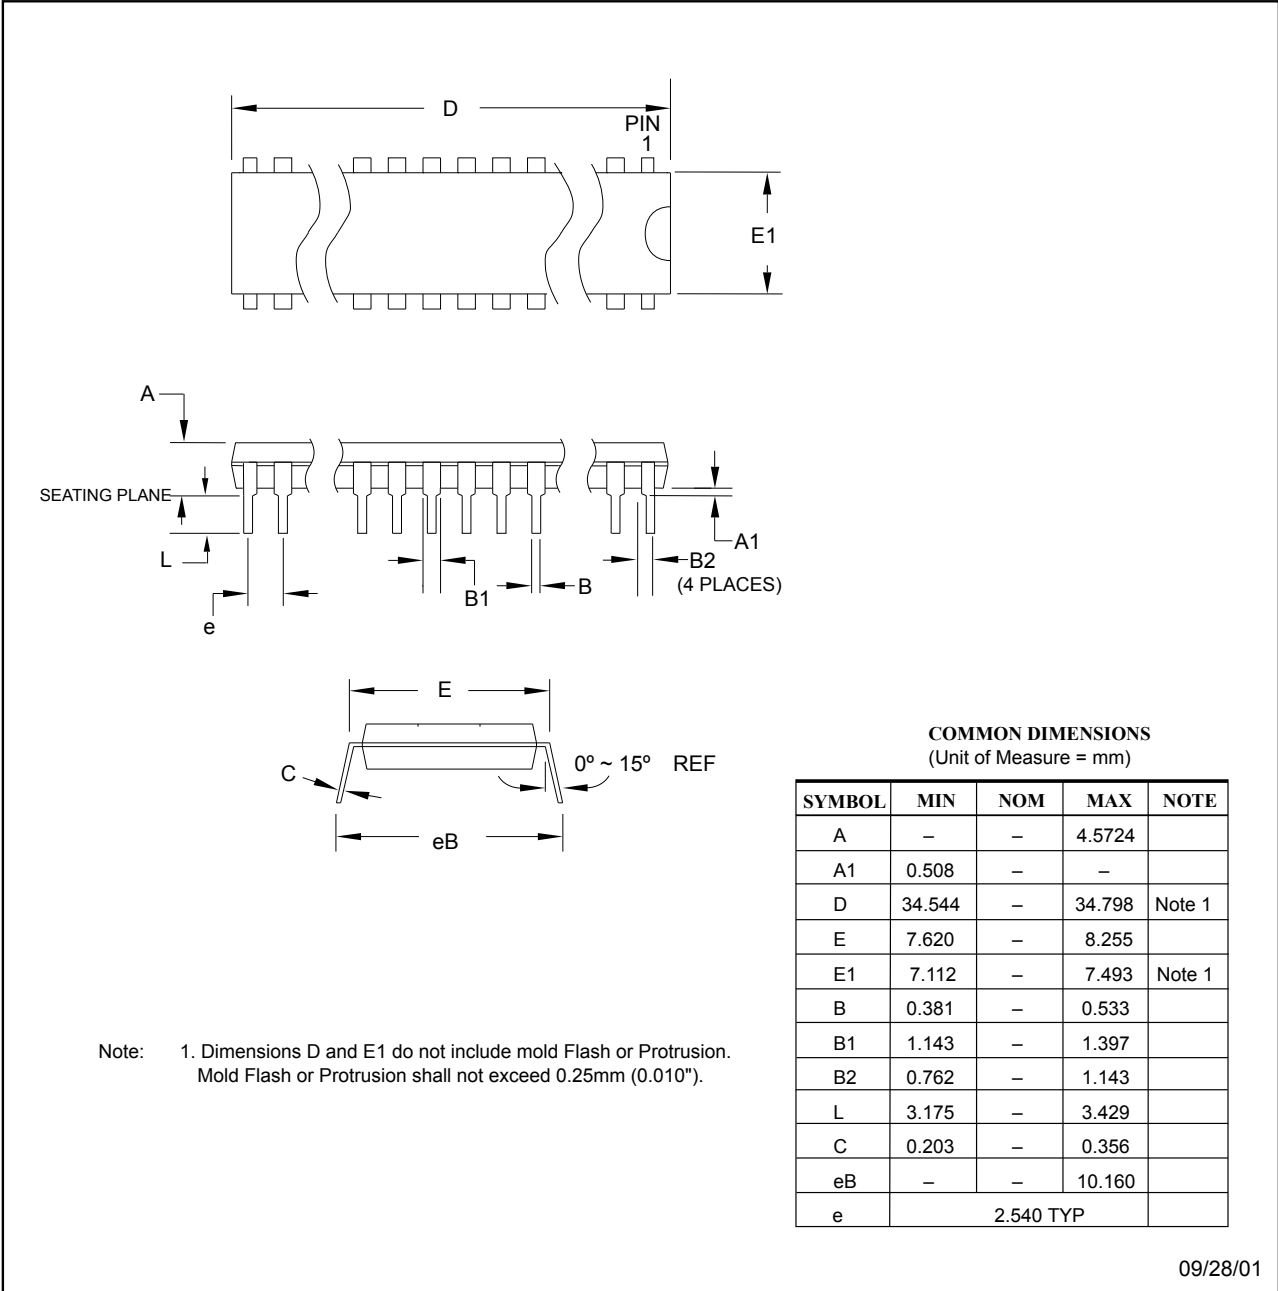 D
PIN
1
E1
A
SEATING PLANE
L
e
B1
B
B2
(4 PLACES)
A1
E
C
0º ~ 15º REF
eB
COMMON DIMENSIONS
(Unit of Measure = mm)
SYMBOL MIN NOM MAX NOTE
A – – 4.5724
A1 0.508 – –
D 34.544 – 34.798 Note 1
E 7.620 – 8.255
E1 7.112 – 7.493 Note 1
B 0.381 – 0.533
B1 1.143 – 1.397
B2 0.762 – 1.143
L 3.175 – 3.429
C 0.203 – 0.356
eB – – 10.160
e 2.540 TYP
Note: 1. Dimensions D and E1 do not include mold Flash or Protrusion.
Mold Flash or Protrusion shall not exceed 0.25mm (0.010").
09/28/01